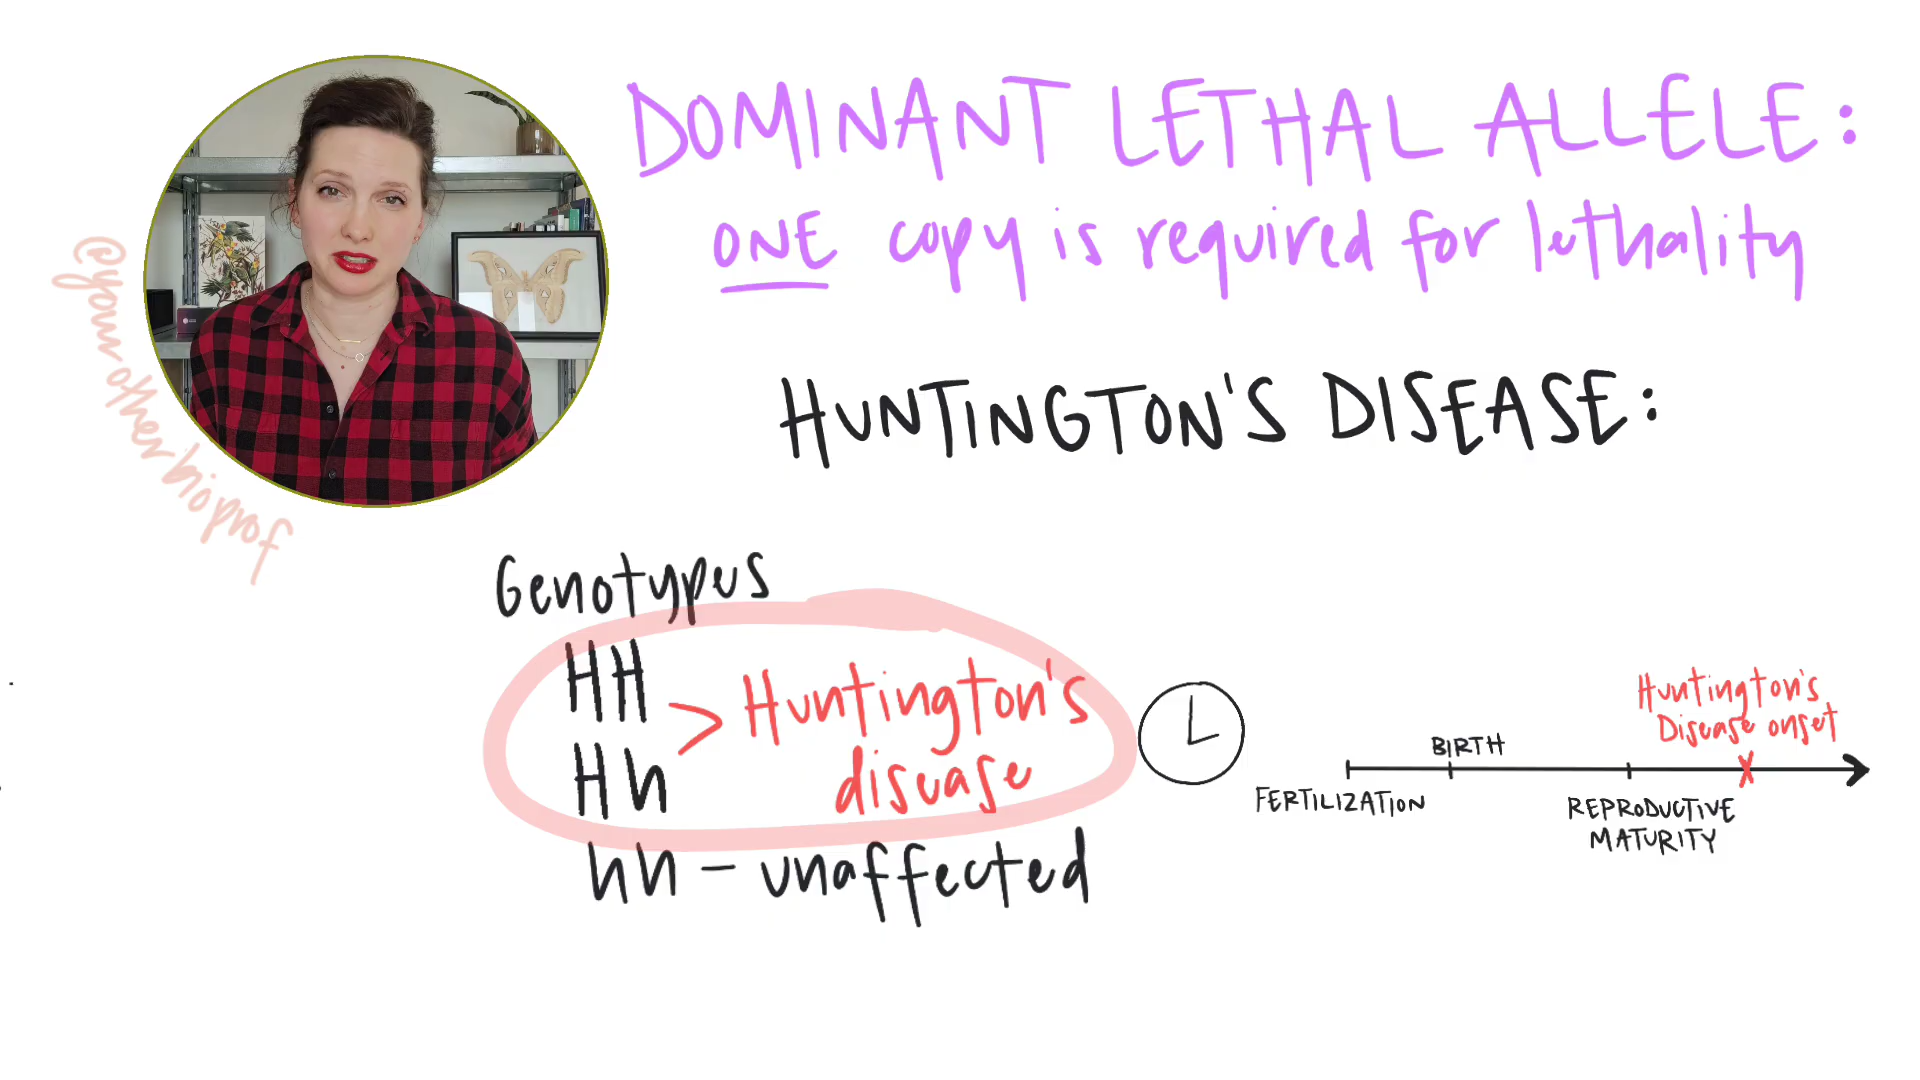 DOMINANT LETHAL ALLELE:
ONE copy is required for lethality
HUNTINGTON'S DISEASE:
@yourotherbioprof
Genotypes
HH
Hh
> Huntington's
disease
hh - unaffected
Huntington's
Disease onset
BIRTH
X
FERTILIZATION
REPRODUCTIVE
MATURITY